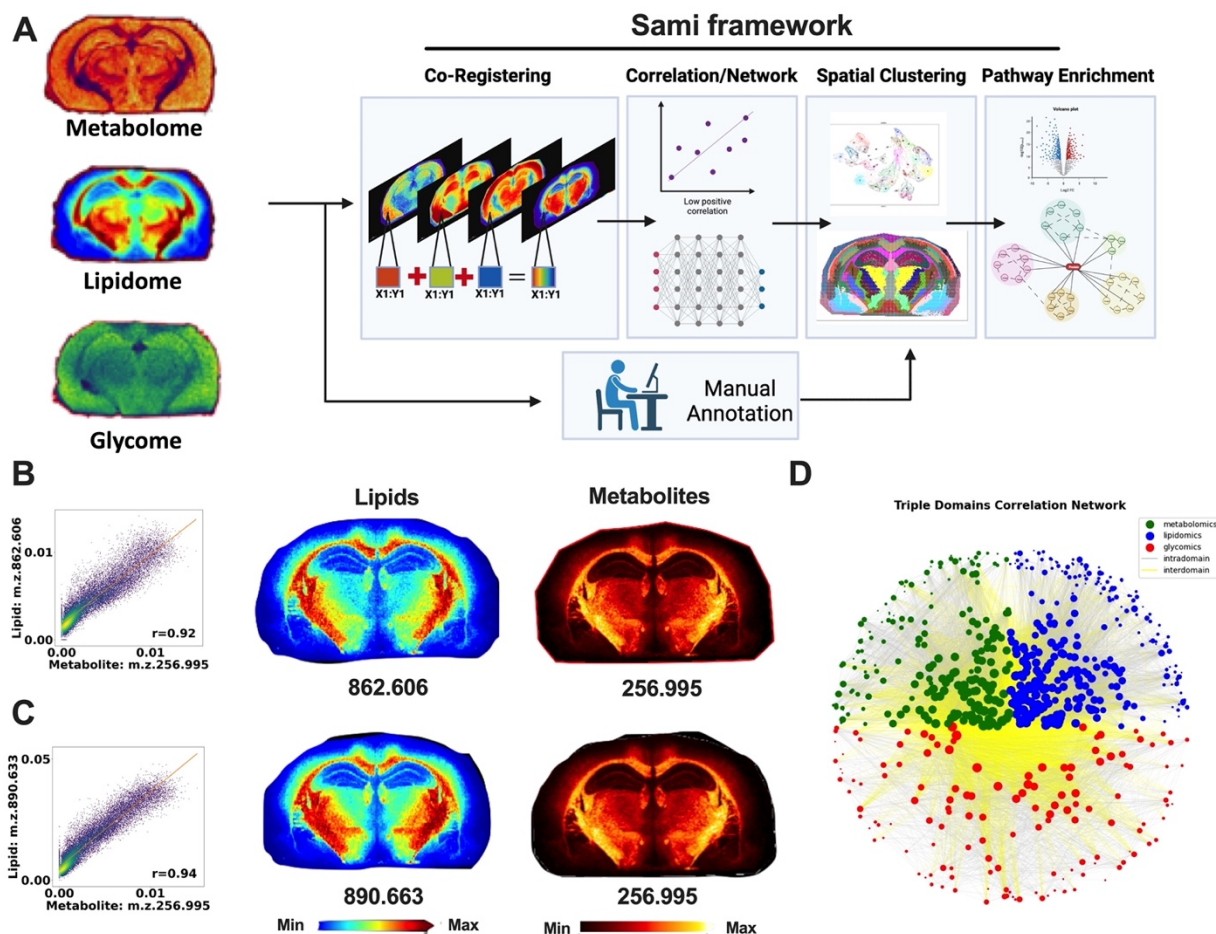 A
Sami framework
Metabolome
Lipidome
Glycome
Co-Registering
Correlation/Network
Spatial Clustering
Pathway Enrichment
X1:Y1
X1:Y1
X1:Y1
X1:Y1
Low positive
correlation
Volcano plot
Manual
Annotation
B
Lipid: m.z.862.606
0.01
0.00
r=0.92
0.00 0.01
Metabolite: m.z.256.995
Lipids
862.606
Metabolites
256.995
C
Lipid: m.z.890.633
0.05
0.00
r=0.94
0.00 0.01
Metabolite: m.z.256.995
890.663
256.995
Min Max
Min Max
D
Triple Domains Correlation Network
metabolomics
lipidomics
glycomics
intradomain
interdomain